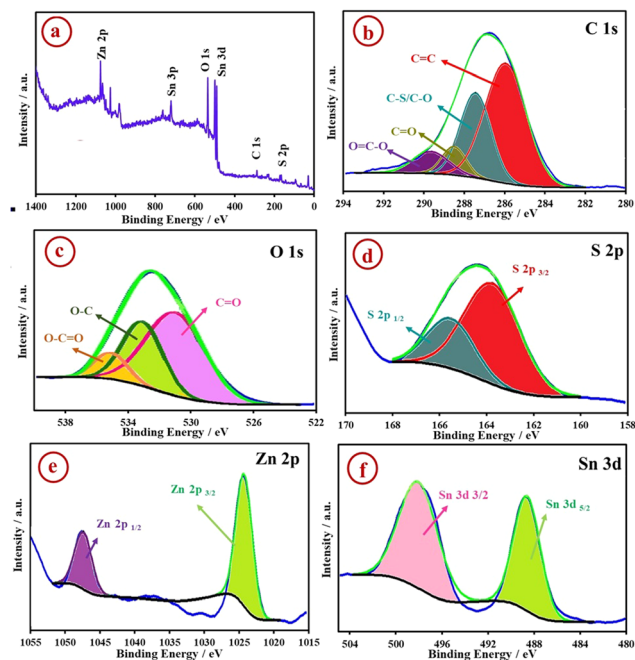 a
Zn 2p
Sn 3p
O 1s
Sn 3d
C 1s
S 2p
Intensity / a.u.
1400 1200 1000 800 600 400 200 0
Binding Energy / eV
b
C 1s
C=C
C-S/C-O
C=O
O=C-O
Intensity / a.u.
294 292 290 288 286 284 282 280
Binding Energy / eV
c
O 1s
C=O
O-C
O-C=O
Intensity / a.u.
538 534 530 526 522
Binding Energy / eV
d
S 2p
S 2p 3/2
S 2p 1/2
Intensity / a.u.
170 168 166 164 162 160 158
Binding Energy / eV
e
Zn 2p
Zn 2p 3/2
Zn 2p 1/2
Intensity / a.u.
1055 1050 1045 1040 1035 1030 1025 1020 1015
Binding Energy / eV
f
Sn 3d
Sn 3d 3/2
Sn 3d 5/2
Intensity / a.u.
504 500 496 492 488 484 480
Binding Energy / eV